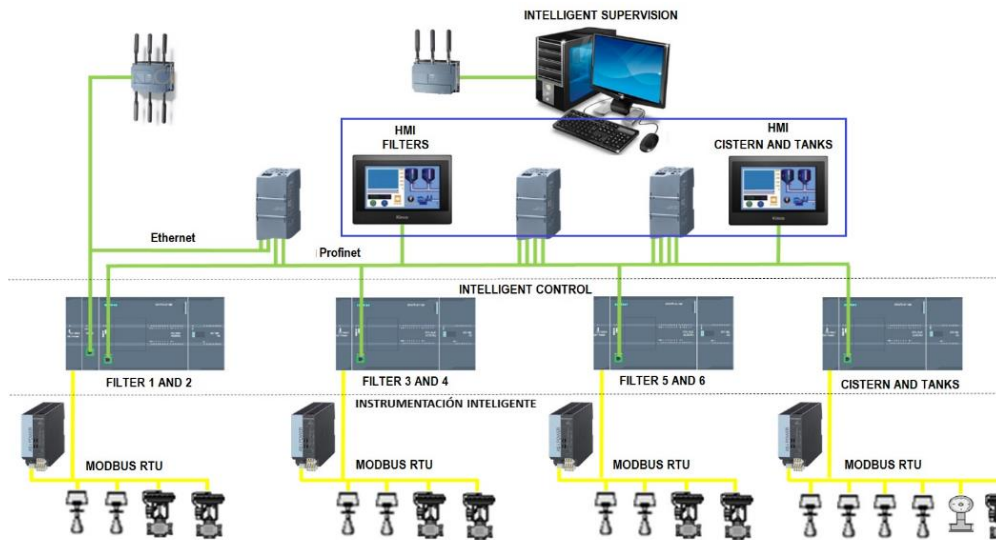 INTELLIGENT SUPERVISION
HMI
FILTERS
HMI
CISTERN AND TANKS
Ethernet
Profinet
INTELLIGENT CONTROL
FILTER 1 AND 2
FILTER 3 AND 4
FILTER 5 AND 6
CISTERN AND TANKS
INSTRUMENTACIÓN INTELIGENTE
MODBUS RTU
MODBUS RTU
MODBUS RTU
MODBUS RTU